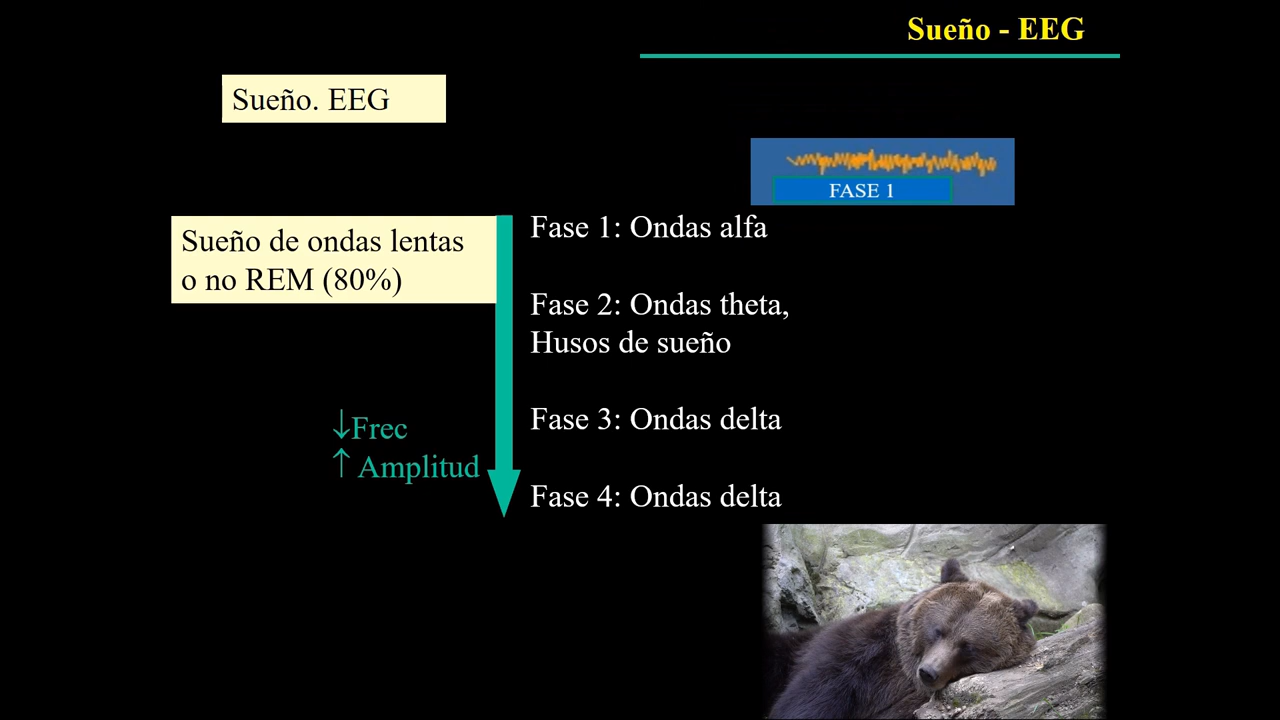 Sueño - EEG
Sueño. EEG
FASE 1
Sueño de ondas lentas
o no REM (80%)
Fase 1: Ondas alfa
Fase 2: Ondas theta,
Husos de sueño
Fase 3: Ondas delta
↓Frec
↑ Amplitud
Fase 4: Ondas delta